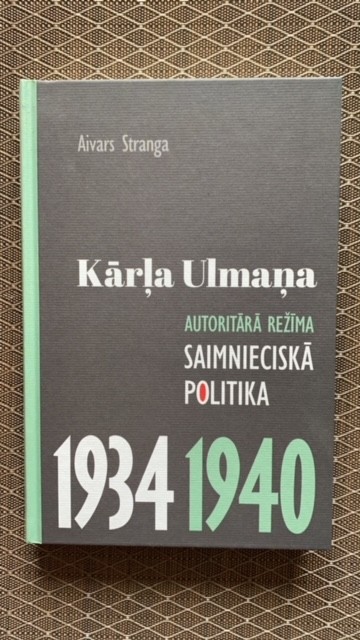 Aivars Stranga
Kārļa Ulmaņa
AUTORITĀRĀ REŽĪMA
SAIMNIECISKĀ
POLITIKA
1934 1940